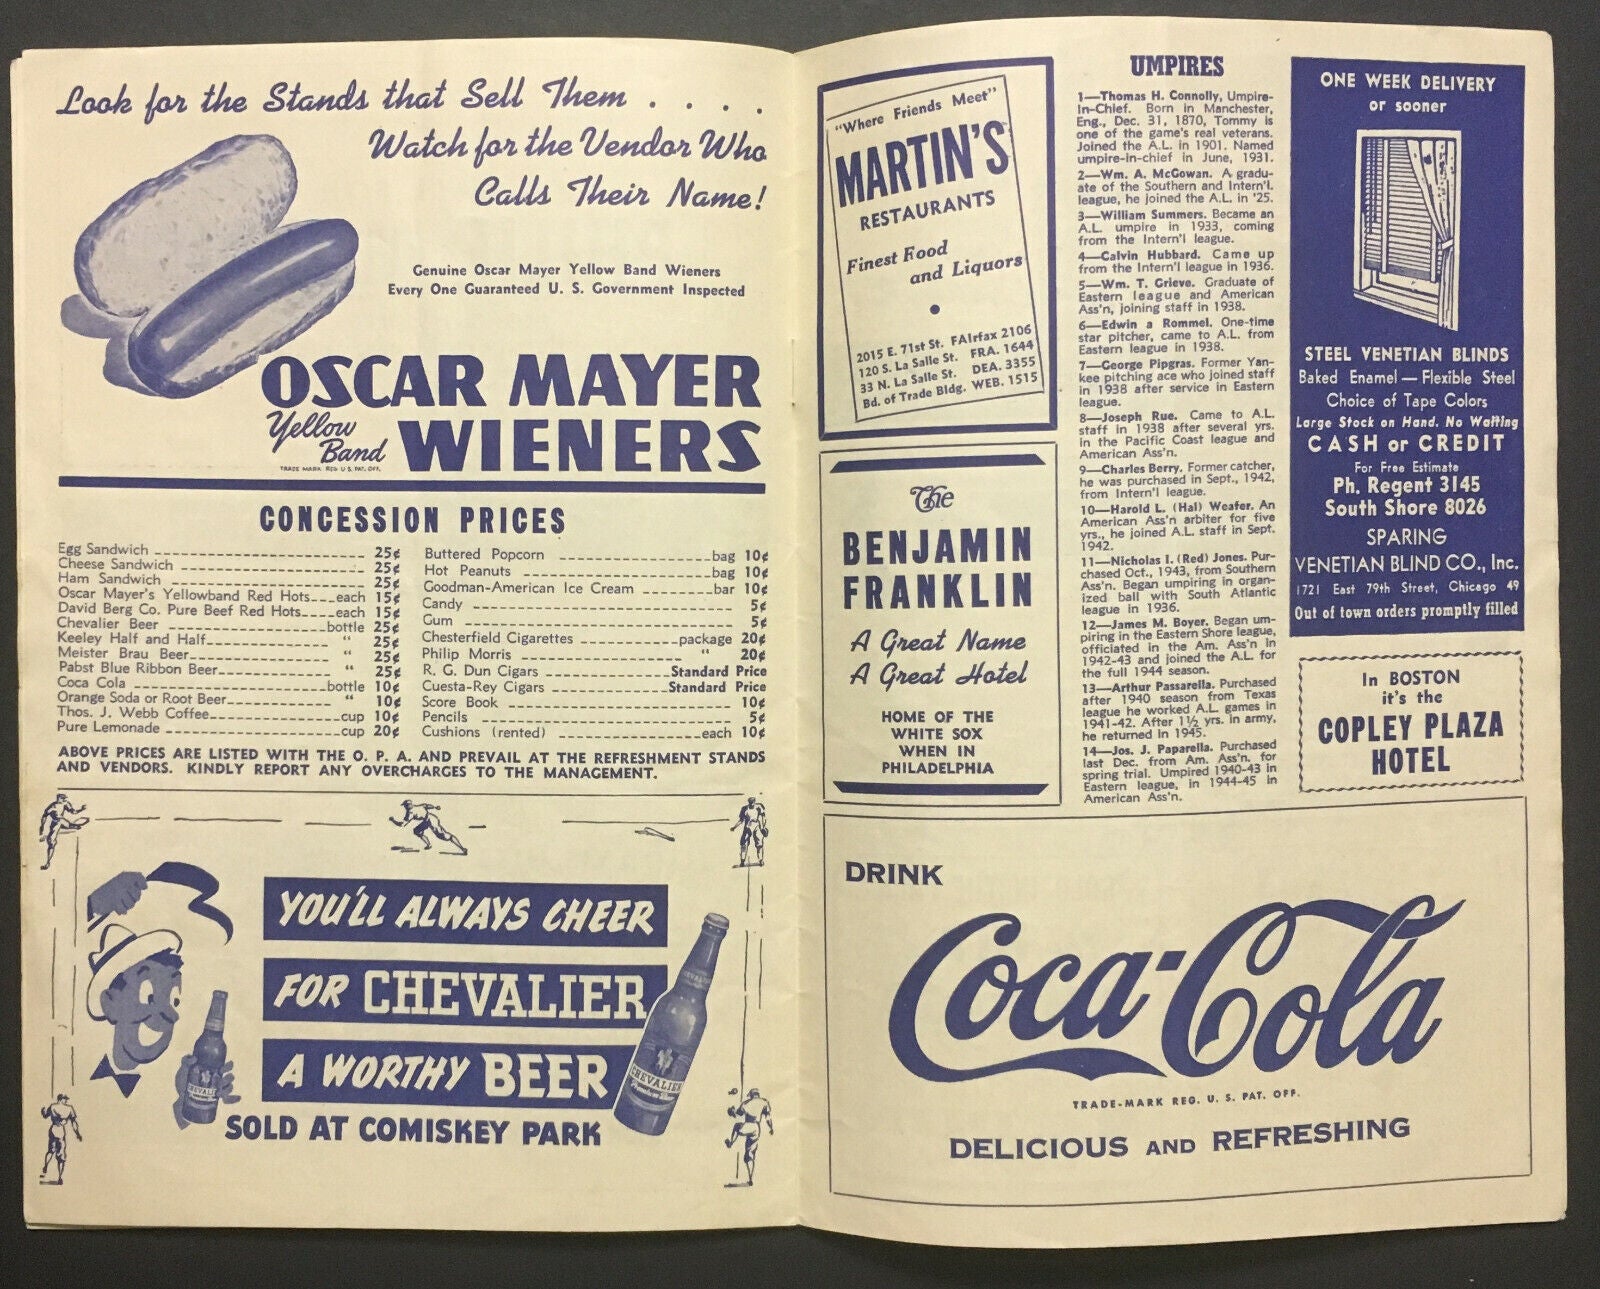 Look for the Stands that Sell Them . . . .
Watch for the Vendor Who
Calls Their Name!
Genuine Oscar Mayer Yellow Band Wieners
Every One Guaranteed U. S. Government Inspected
OSCAR MAYER
Yellow Band WIENERS
TRADE MARK REG U S. PAT. OFF.
CONCESSION PRICES
Egg Sandwich 25¢
Cheese Sandwich 25¢
Ham Sandwich 25¢
Oscar Mayer's Yellowband Red Hots each 15¢
David Berg Co. Pure Beef Red Hots each 15¢
Chevalier Beer bottle 25¢
Keeley Half and Half " 25¢
Meister Brau Beer " 25¢
Pabst Blue Ribbon Beer " 25¢
Coca Cola bottle 10¢
Orange Soda or Root Beer " 10¢
Thos. J. Webb Coffee cup 10¢
Pure Lemonade cup 20¢
Buttered Popcorn bag 10¢
Hot Peanuts bag 10¢
Goodman-American Ice Cream bar 10¢
Candy 5¢
Gum 5¢
Chesterfield Cigarettes package 20¢
Philip Morris " 20¢
R. G. Dun Cigars Standard Price
Cuesta-Rey Cigars Standard Price
Score Book 10¢
Pencils 5¢
Cushions (rented) each 10¢
ABOVE PRICES ARE LISTED WITH THE O. P. A. AND PREVAIL AT THE REFRESHMENT STANDS
AND VENDORS. KINDLY REPORT ANY OVERCHARGES TO THE MANAGEMENT.
YOU'LL ALWAYS CHEER
FOR CHEVALIER
A WORTHY BEER
SOLD AT COMISKEY PARK
CHEVALIER
CHEVALIER
Premium Beer
"Where Friends Meet"
MARTIN'S
RESTAURANTS
Finest Food
and Liquors
•
2015 E. 71st St. FAIrfax 2106
120 S. La Salle St. FRA. 1644
33 N. La Salle St. DEA. 3355
Bd. of Trade Bldg. WEB. 1515
The
BENJAMIN
FRANKLIN
A Great Name
A Great Hotel
HOME OF THE
WHITE SOX
WHEN IN
PHILADELPHIA
UMPIRES
1—Thomas H. Connolly, Umpire-
In-Chief. Born in Manchester,
Eng., Dec. 31, 1870, Tommy is
one of the game's real veterans.
Joined the A.L. in 1901. Named
umpire-in-chief in June, 1931.
2—Wm. A. McGowan. A gradu-
ate of the Southern and Intern'l.
league, he joined the A.L. in '25.
3—William Summers. Became an
A.L. umpire in 1933, coming
from the Intern'l league.
4—Calvin Hubbard. Came up
from the Intern'l league in 1936.
5—Wm. T. Grieve. Graduate of
Eastern league and American
Ass'n, joining staff in 1938.
6—Edwin a Rommel. One-time
star pitcher, came to A.L. from
Eastern league in 1938.
7—George Pipgras. Former Yan-
kee pitching ace who joined staff
in 1938 after service in Eastern
league.
8—Joseph Rue. Came to A.L.
staff in 1938 after several yrs.
in the Pacific Coast league and
American Ass'n.
9—Charles Berry. Former catcher,
he was purchased in Sept., 1942,
from Intern'l league.
10—Harold L. (Hal) Weafer. An
American Ass'n arbiter for five
yrs., he joined A.L. staff in Sept.
1942.
11—Nicholas I. (Red) Jones. Pur-
chased Oct., 1943, from Southern
Ass'n. Began umpiring in organ-
ized ball with South Atlantic
league in 1936.
12—James M. Boyer. Began um-
piring in the Eastern Shore league,
officiated in the Am. Ass'n in
1942-43 and joined the A.L. for
the full 1944 season.
13—Arthur Passarella. Purchased
after 1940 season from Texas
league he worked A.L. games in
1941-42. After 1½ yrs. in army,
he returned in 1945.
14—Jos. J. Paparella. Purchased
last Dec. from Am. Ass'n. for
spring trial. Umpired 1940-43 in
Eastern league, in 1944-45 in
American Ass'n.
ONE WEEK DELIVERY
or sooner
STEEL VENETIAN BLINDS
Baked Enamel — Flexible Steel
Choice of Tape Colors
Large Stock on Hand. No Waiting
CASH or CREDIT
For Free Estimate
Ph. Regent 3145
South Shore 8026
SPARING
VENETIAN BLIND CO., Inc.
1721 East 79th Street, Chicago 49
Out of town orders promptly filled
In BOSTON
it's the
COPLEY PLAZA
HOTEL
DRINK
Coca-Cola
TRADE-MARK REG. U. S. PAT. OFF.
DELICIOUS AND REFRESHING